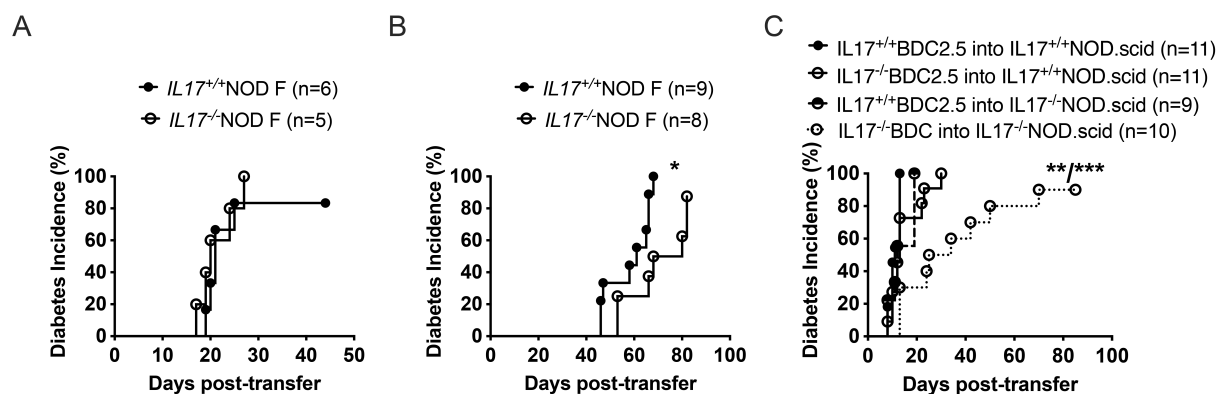 A
IL17+/+NOD F (n=6)
IL17-/-NOD F (n=5)
Diabetes Incidence (%)
100
80
60
40
20
0
0 10 20 30 40 50
Days post-transfer
B
IL17+/+NOD F (n=9)
IL17-/-NOD F (n=8)
Diabetes Incidence (%)
100
80
60
40
20
0
*
0 20 40 60 80 100
Days post-transfer
C
IL17+/+BDC2.5 into IL17+/+NOD.scid (n=11)
IL17-/-BDC2.5 into IL17+/+NOD.scid (n=11)
IL17+/+BDC2.5 into IL17-/-NOD.scid (n=9)
IL17-/-BDC into IL17-/-NOD.scid (n=10)
Diabetes Incidence (%)
100
80
60
40
20
0
**/***
0 20 40 60 80 100
Days post-transfer